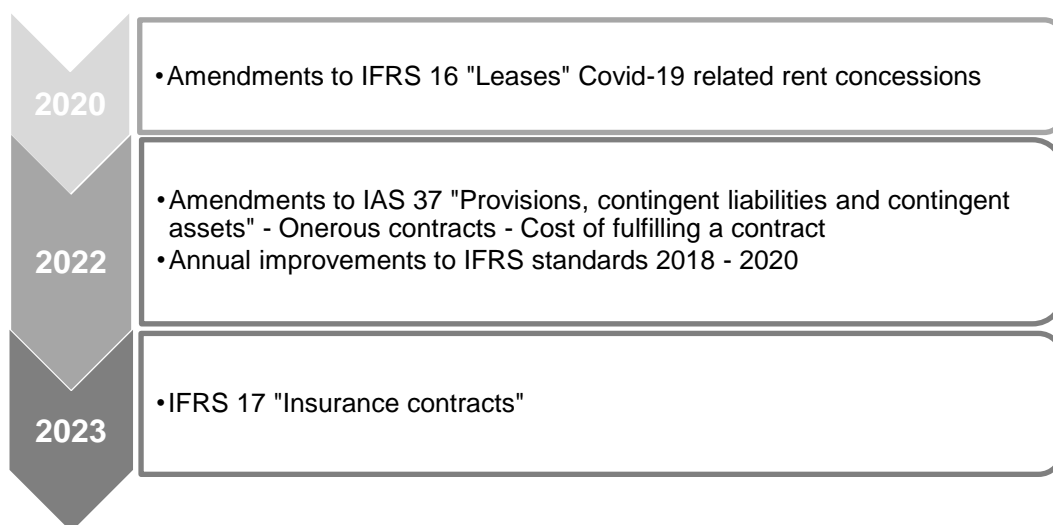 2020
•Amendments to IFRS 16 "Leases" Covid-19 related rent concessions
2022
•Amendments to IAS 37 "Provisions, contingent liabilities and contingent
assets" - Onerous contracts - Cost of fulfilling a contract
•Annual improvements to IFRS standards 2018 - 2020
2023
•IFRS 17 "Insurance contracts"